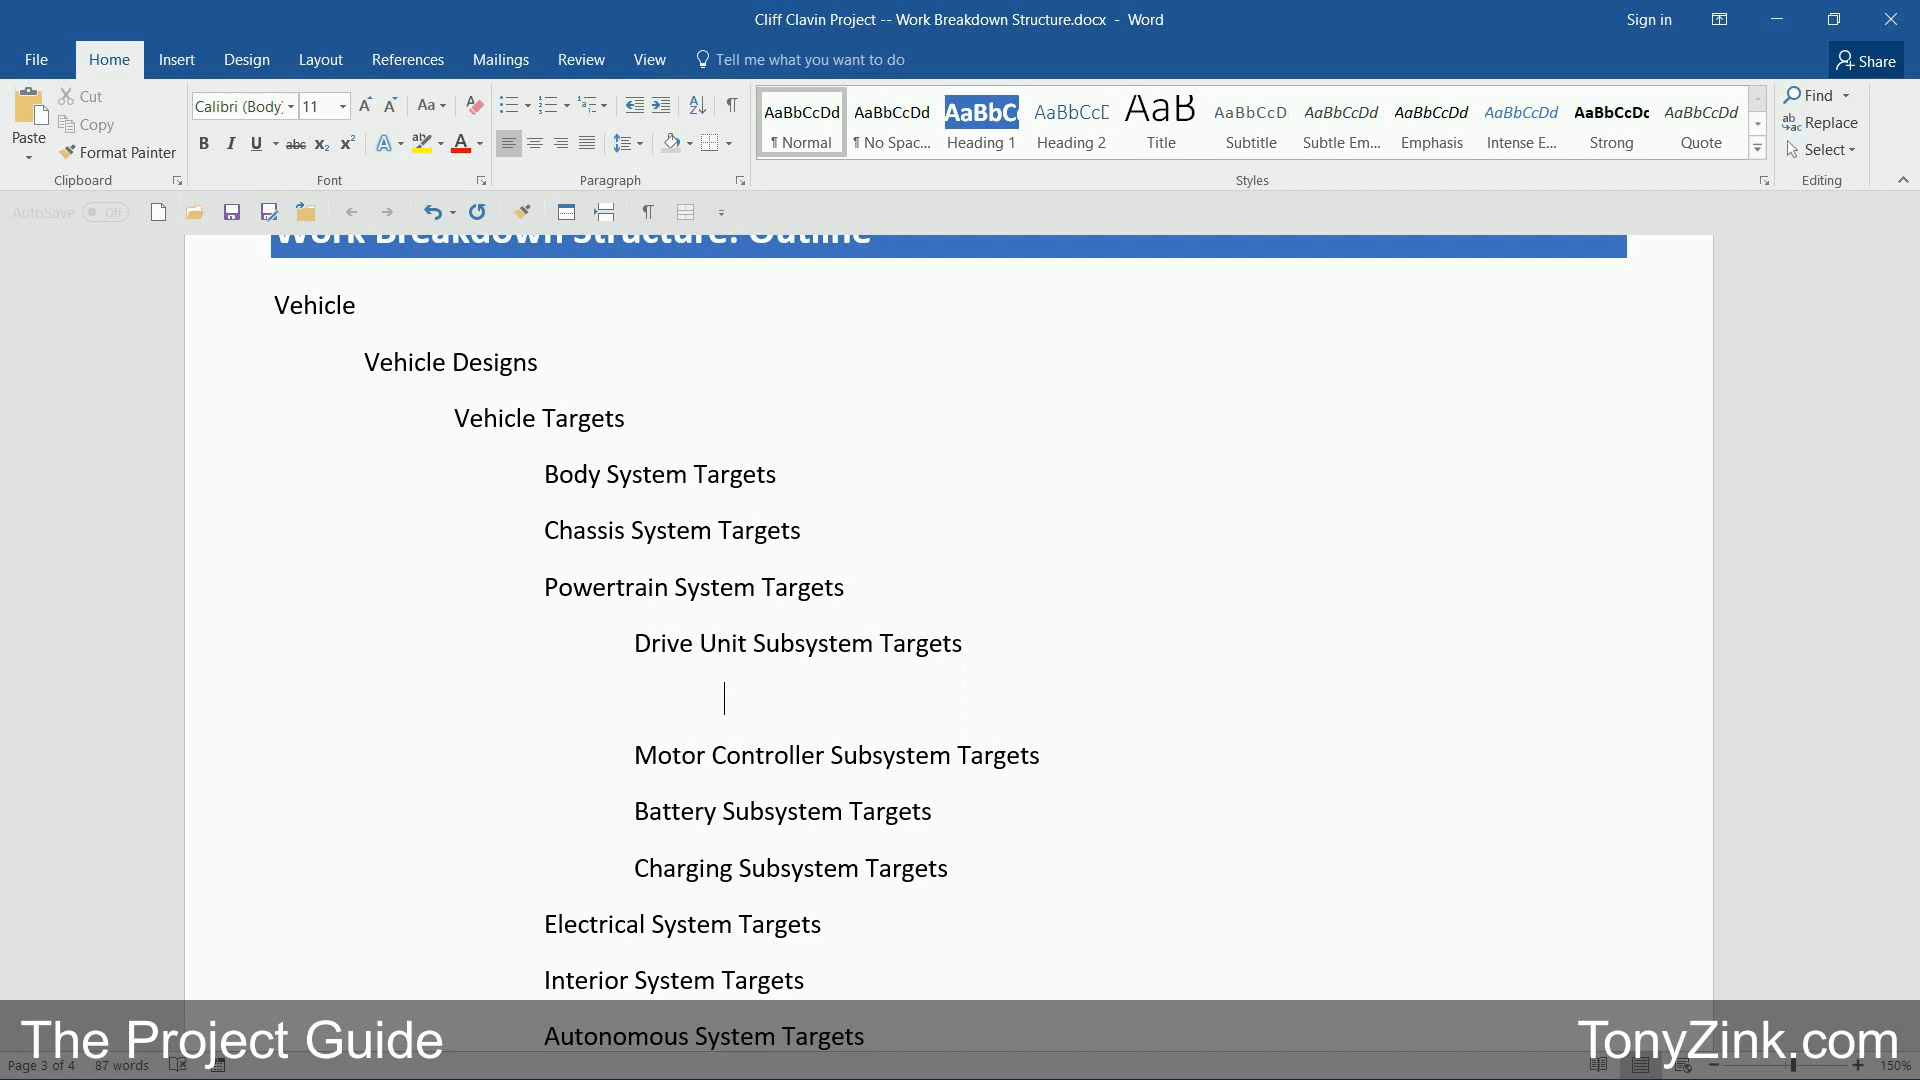 Cliff Clavin Project -- Work Breakdown Structure.docx - Word
Sign in
File Home Insert Design Layout References Mailings Review View Tell me what you want to do
Share
Paste
Cut
Copy
Format Painter
Clipboard
Calibri (Body) 11
Font
Paragraph
AaBbCcDd AaBbCcDd AaBbC AaBbCcD AaB AaBbCcD AaBbCcDd AaBbCcDd AaBbCcDd AaBbCcDc AaBbCcDd
¶ Normal ¶ No Spac... Heading 1 Heading 2 Title Subtitle Subtle Em... Emphasis Intense E... Strong Quote
Styles
Find
Replace
Select
Editing
AutoSave Off
Work Breakdown Structure: Outline
Vehicle
Vehicle Designs
Vehicle Targets
Body System Targets
Chassis System Targets
Powertrain System Targets
Drive Unit Subsystem Targets
Motor Controller Subsystem Targets
Battery Subsystem Targets
Charging Subsystem Targets
Electrical System Targets
Interior System Targets
Autonomous System Targets
The Project Guide
TonyZink.com
Page 3 of 4 87 words
150%